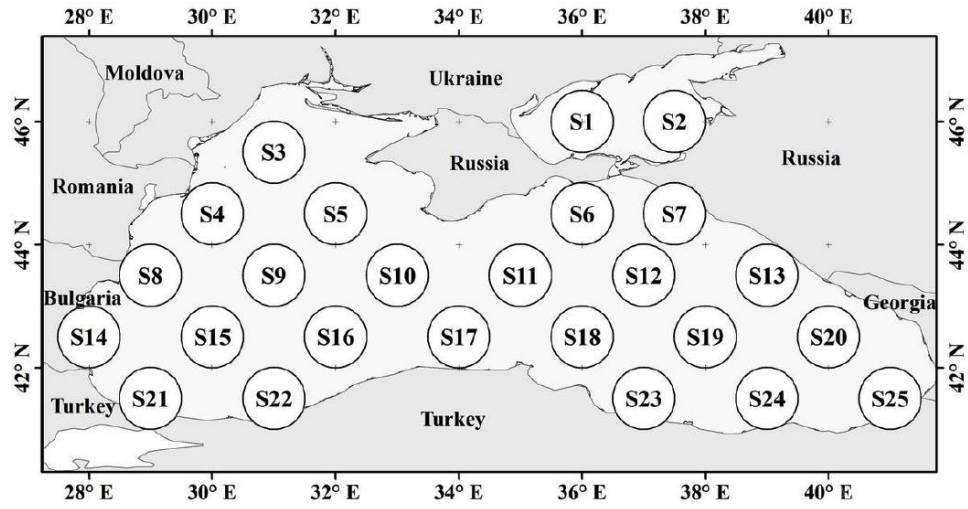 28° E 30° E 32° E 34° E 36° E 38° E 40° E
Moldova
Ukraine
46° N
S1 S2
46° N
S3
Russia
Russia
Romania
S4 S5 S6 S7
44° N
44° N
S8 S9 S10 S11 S12 S13
Bulgaria
Georgia
S14 S15 S16 S17 S18 S19 S20
42° N
42° N
S21 S22 S23 S24 S25
Turkey
Turkey
28° E 30° E 32° E 34° E 36° E 38° E 40° E